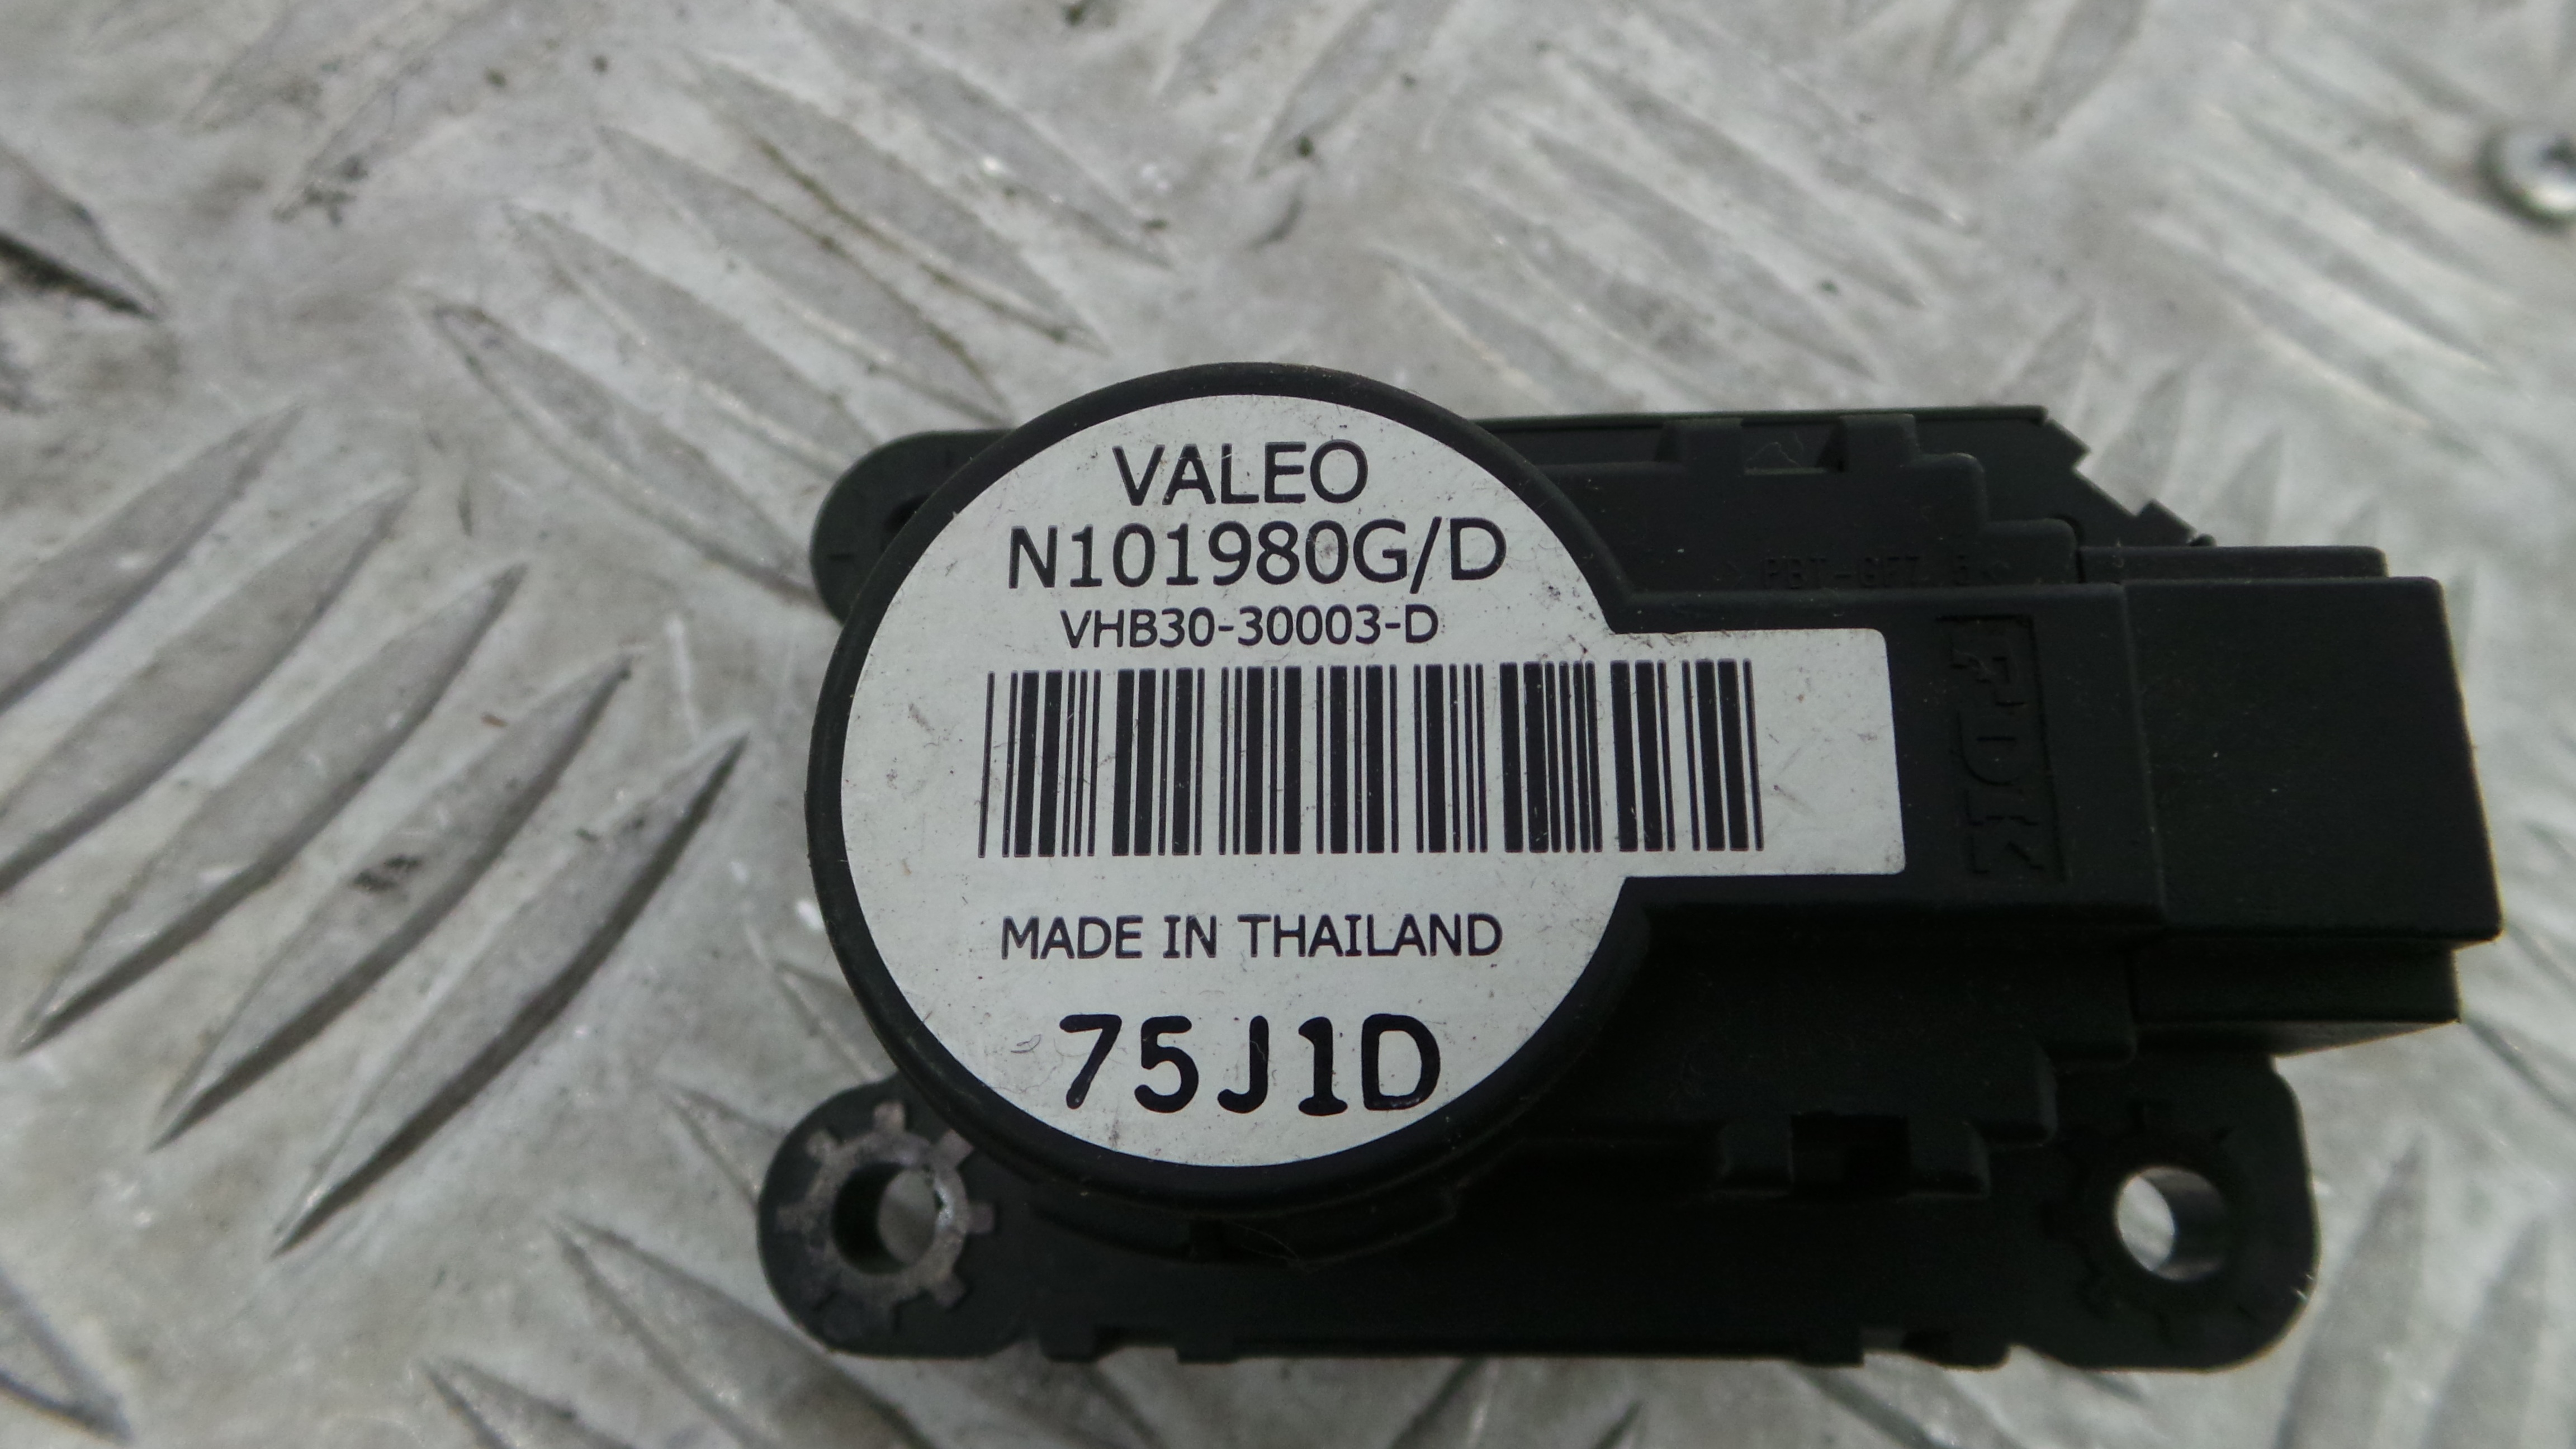 VALEO
N101980G/D
VHB30-30003-D
MADE IN THAILAND
75J1D